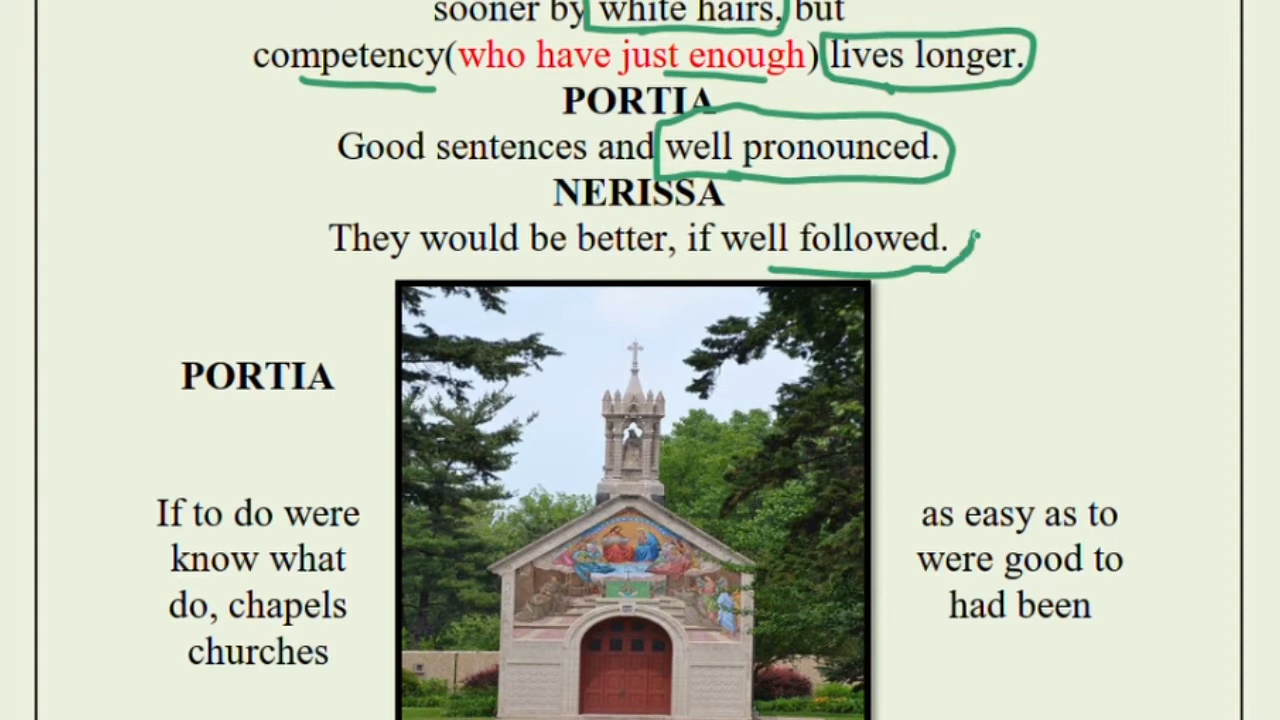 sooner by white hairs, but
competency(who have just enough) lives longer.
PORTIA
Good sentences and well pronounced.
NERISSA
They would be better, if well followed.
PORTIA
If to do were as easy as to
know what were good to
do, chapels had been
churches